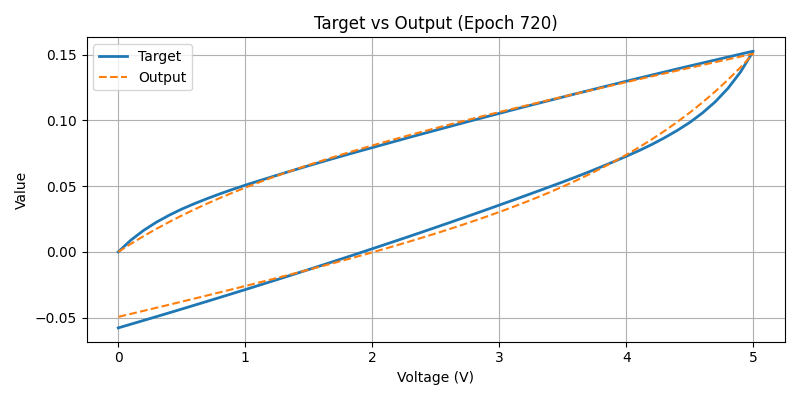 Target vs Output (Epoch 720)
Target
Output
Value
0.15
0.10
0.05
0.00
−0.05
0 1 2 3 4 5
Voltage (V)